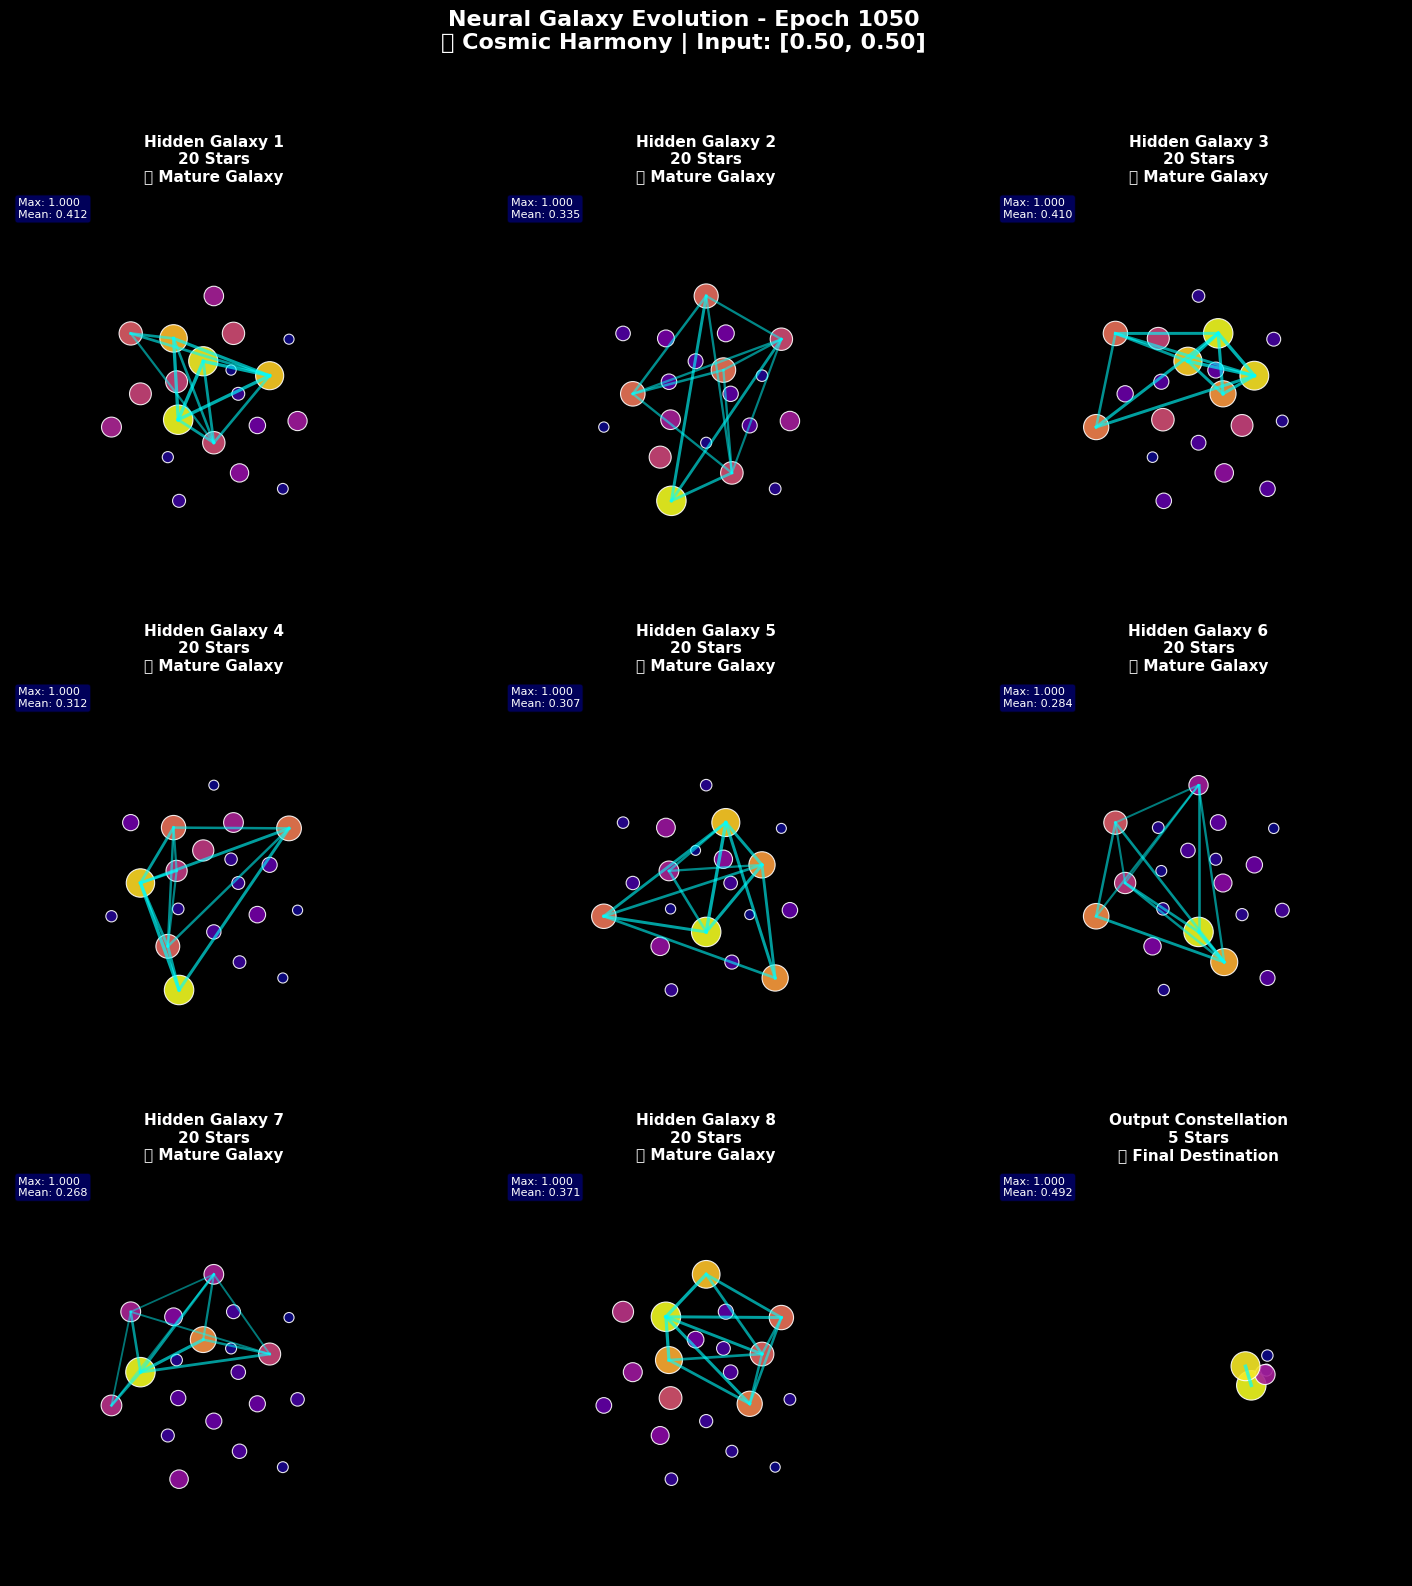 Neural Galaxy Evolution - Epoch 1050
▯ Cosmic Harmony | Input: [0.50, 0.50]
Hidden Galaxy 1
20 Stars
▯ Mature Galaxy
Max: 1.000
Mean: 0.412
Hidden Galaxy 2
20 Stars
▯ Mature Galaxy
Max: 1.000
Mean: 0.335
Hidden Galaxy 3
20 Stars
▯ Mature Galaxy
Max: 1.000
Mean: 0.410
Hidden Galaxy 4
20 Stars
▯ Mature Galaxy
Max: 1.000
Mean: 0.312
Hidden Galaxy 5
20 Stars
▯ Mature Galaxy
Max: 1.000
Mean: 0.307
Hidden Galaxy 6
20 Stars
▯ Mature Galaxy
Max: 1.000
Mean: 0.284
Hidden Galaxy 7
20 Stars
▯ Mature Galaxy
Max: 1.000
Mean: 0.268
Hidden Galaxy 8
20 Stars
▯ Mature Galaxy
Max: 1.000
Mean: 0.371
Output Constellation
5 Stars
▯ Final Destination
Max: 1.000
Mean: 0.492